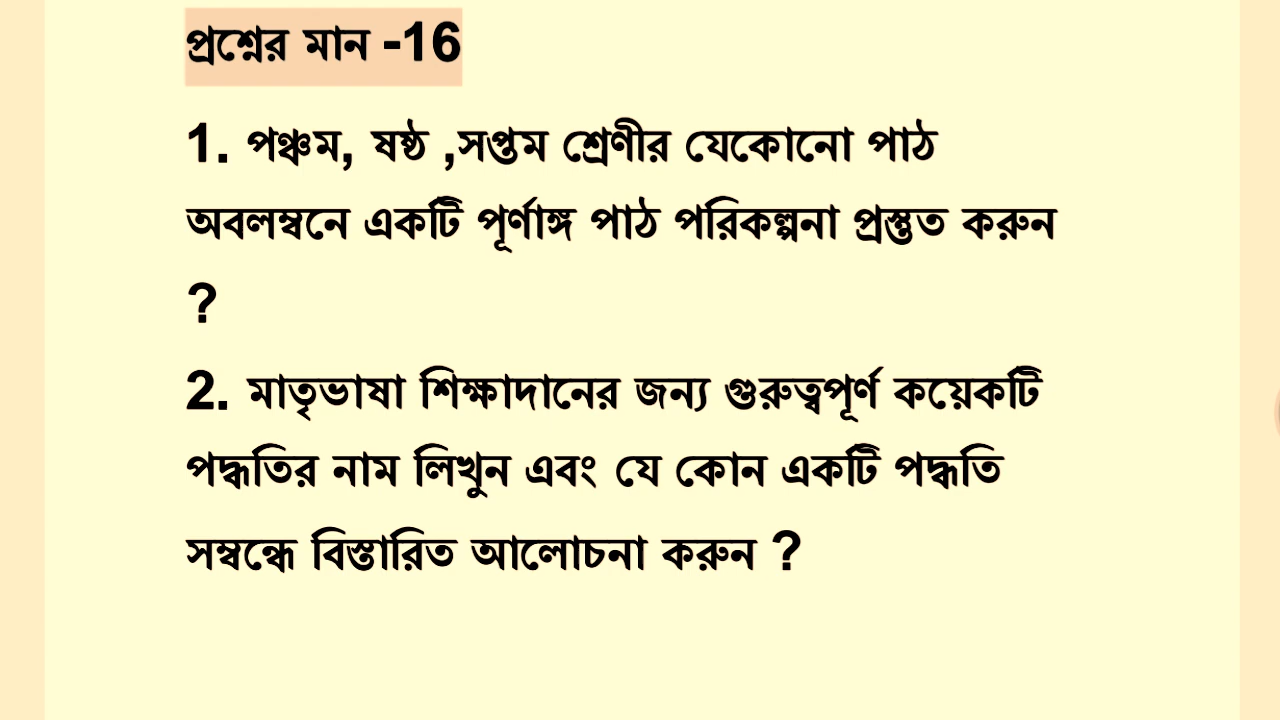 প্রশ্নের মান -16
1. পঞ্চম, ষষ্ঠ ,সপ্তম শ্রেণীর যেকোনো পাঠ
অবলম্বনে একটি পূর্ণাঙ্গ পাঠ পরিকল্পনা প্রস্তুত করুন
?
2. মাতৃভাষা শিক্ষাদানের জন্য গুরুত্বপূর্ণ কয়েকটি
পদ্ধতির নাম লিখুন এবং যে কোন একটি পদ্ধতি
সম্বন্ধে বিস্তারিত আলোচনা করুন ?